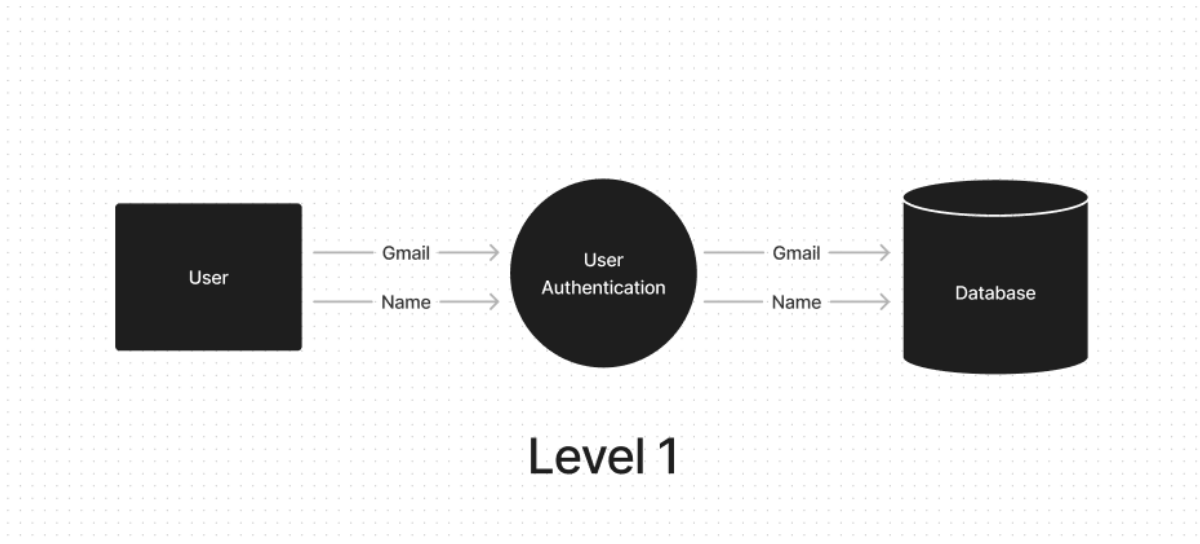 User
Gmail
Name
User
Authentication
Gmail
Name
Database
Level 1